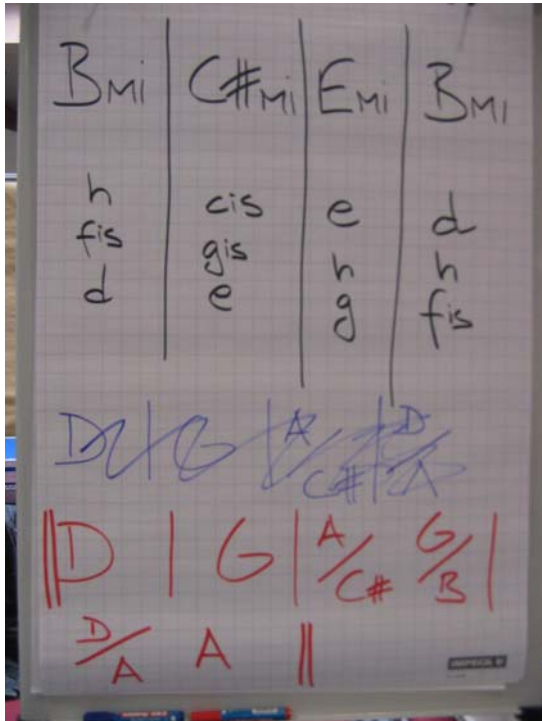 BMI | C#MI | EMI | BMI
h cis e d
fis gis h h
d e g fis
D | G | A/C# | D/A
|| D | G | A/C# G/B |
D/A A ||